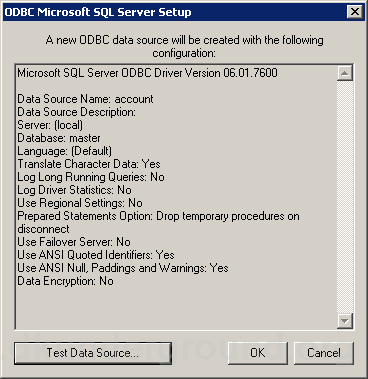 ODBC Microsoft SQL Server Setup
A new ODBC data source will be created with the following
configuration:
Microsoft SQL Server ODBC Driver Version 06.01.7600
Data Source Name: account
Data Source Description:
Server: (local)
Database: master
Language: (Default)
Translate Character Data: Yes
Log Long Running Queries: No
Log Driver Statistics: No
Use Regional Settings: No
Prepared Statements Option: Drop temporary procedures on
disconnect
Use Failover Server: No
Use ANSI Quoted Identifiers: Yes
Use ANSI Null, Paddings and Warnings: Yes
Data Encryption: No
Test Data Source... OK Cancel